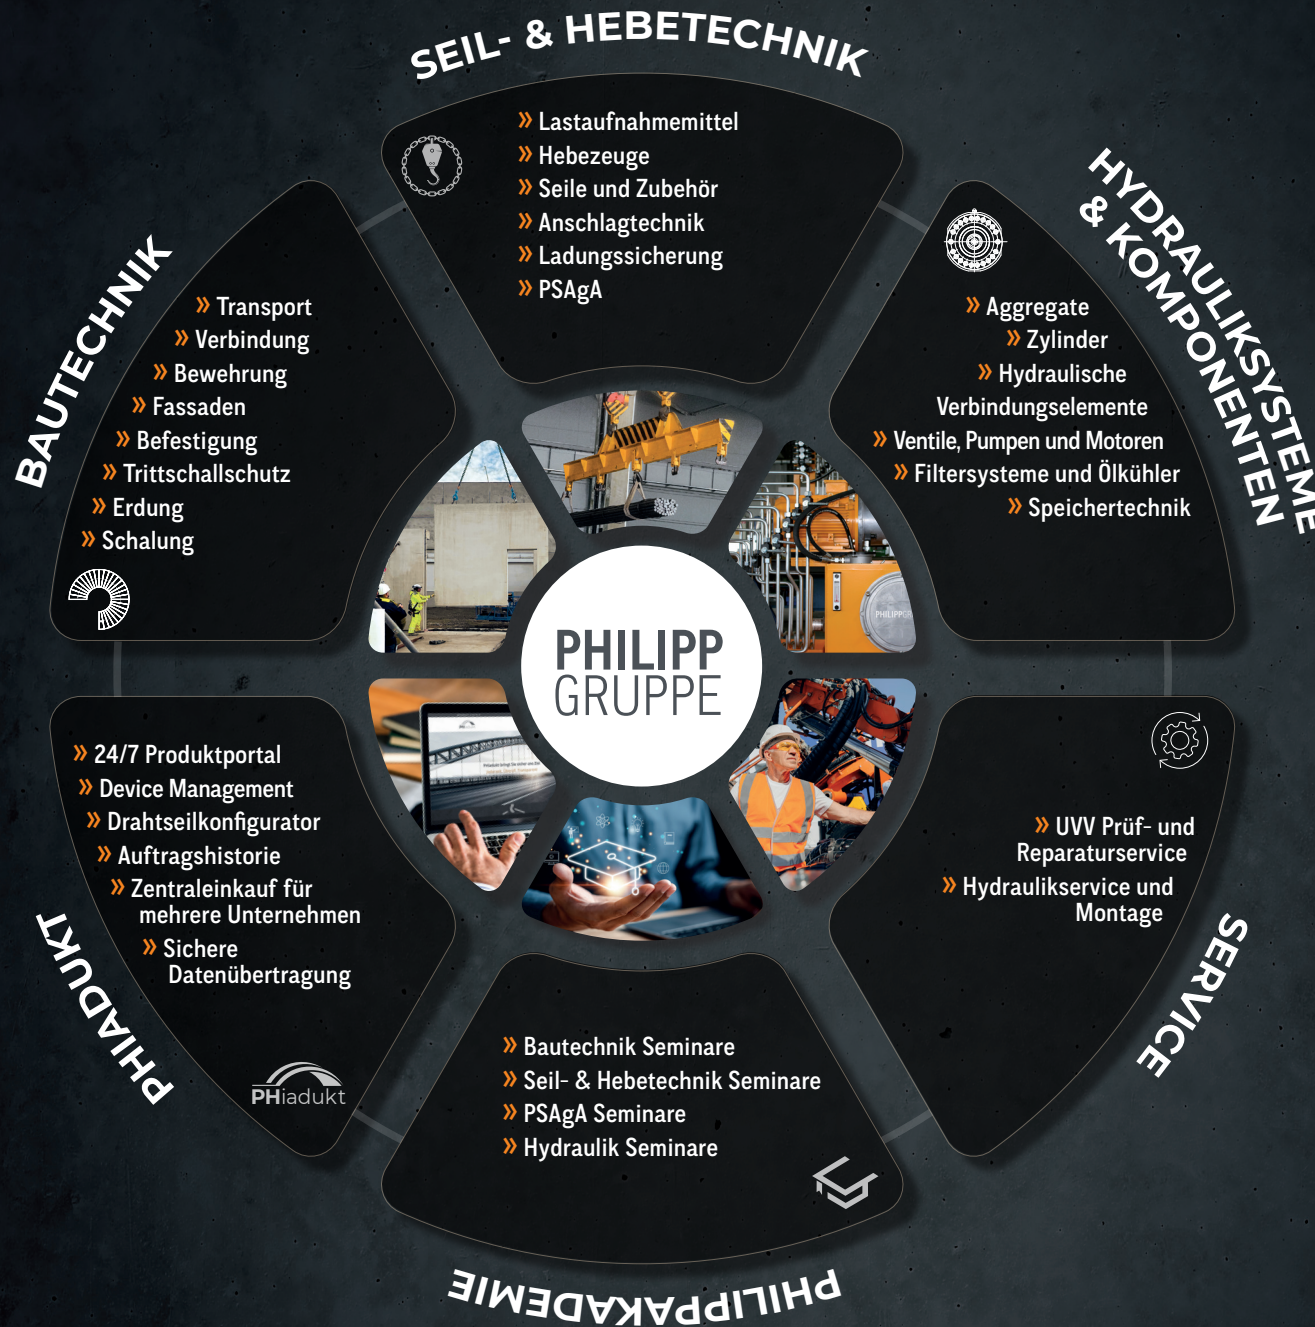 SEIL- & HEBETECHNIK
» Lastaufnahmemittel
» Hebezeuge
» Seile und Zubehör
» Anschlagtechnik
» Ladungssicherung
» PSAgA
HYDRAULIKSYSTEME
& KOMPONENTEN
» Aggregate
» Zylinder
» Hydraulische
Verbindungselemente
» Ventile, Pumpen und Motoren
» Filtersysteme und Ölkühler
» Speichertechnik
SERVICE
» UVV Prüf- und
Reparaturservice
» Hydraulikservice und
Montage
PHILIPPAKADEMIE
» Bautechnik Seminare
» Seil- & Hebetechnik Seminare
» PSAgA Seminare
» Hydraulik Seminare
PHIADUKT
» 24/7 Produktportal
» Device Management
» Drahtseilkonfigurator
» Auftragshistorie
» Zentraleinkauf für
mehrere Unternehmen
» Sichere
Datenübertragung
PHiadukt
BAUTECHNIK
» Transport
» Verbindung
» Bewehrung
» Fassaden
» Befestigung
» Trittschallschutz
» Erdung
» Schalung
PHILIPP
GRUPPE